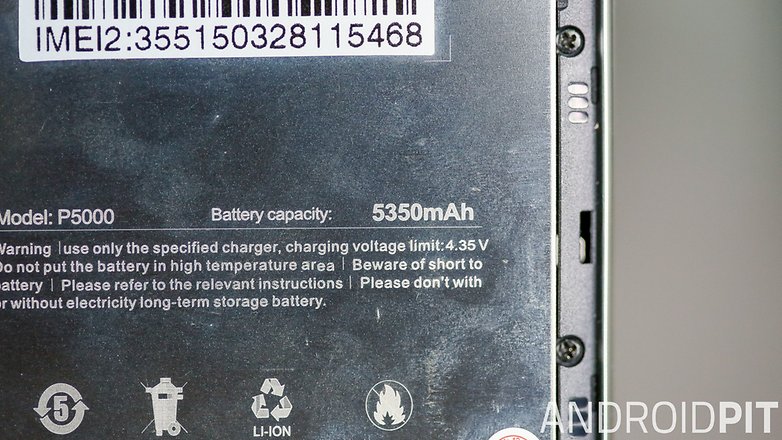 IMEI2:355150328115468
Model: P5000 Battery capacity: 5350mAh
Warning | use only the specified charger, charging voltage limit:4.35 V
Do not put the battery in high temperature area | Beware of short to
battery | Please refer to the relevant instructions | Please don't with
or without electricity long-term storage battery.
5
LI-ION
ANDROIDPIT